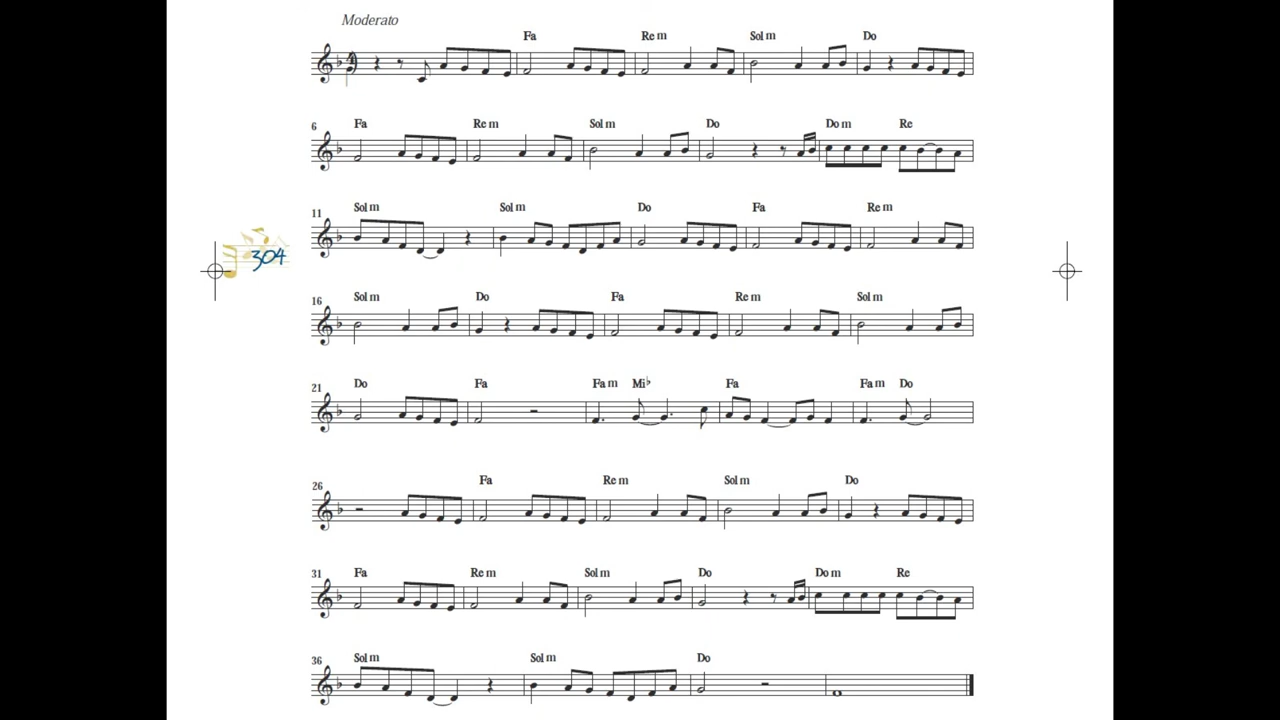 Moderato
Fa Re m Sol m Do
6 Fa Re m Sol m Do Do m Re
11 Sol m Sol m Do Fa Re m
304
16 Sol m Do Fa Re m Sol m
21 Do Fa Fa m Mi♭ Fa Fa m Do
26 Fa Re m Sol m Do
31 Fa Re m Sol m Do Do m Re
36 Sol m Sol m Do